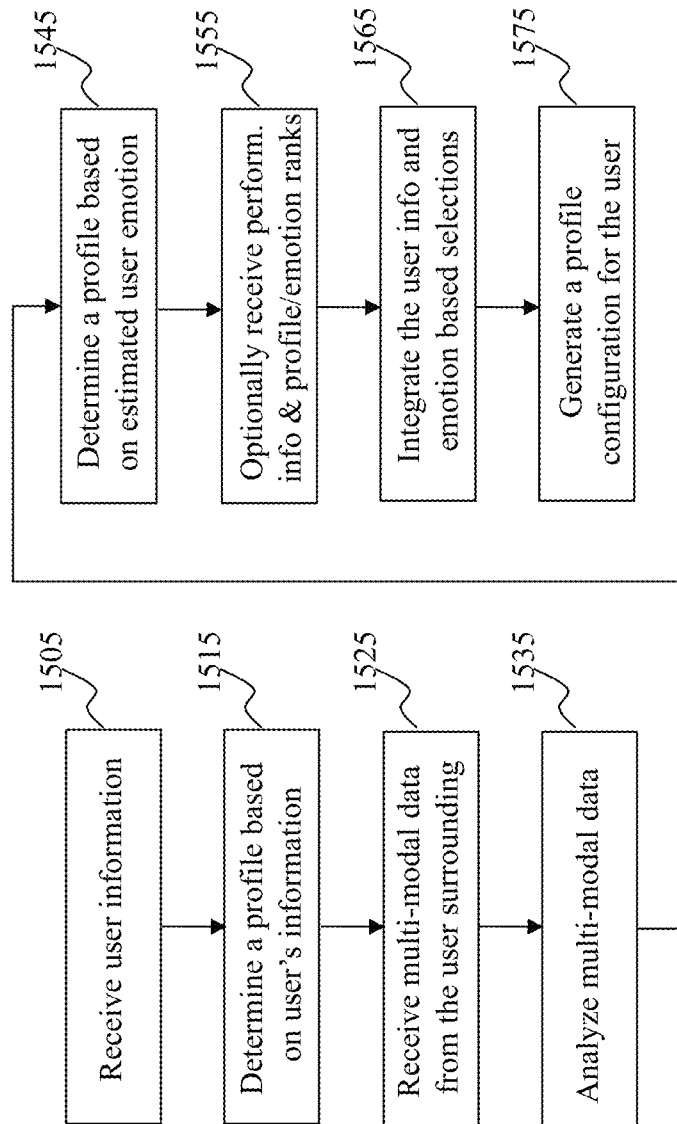 1505
Receive user information
1515
Determine a profile based
on user's information
1525
Receive multi-modal data
from the user surrounding
1535
Analyze multi-modal data
1545
Determine a profile based
on estimated user emotion
1555
Optionally receive perform.
info & profile/emotion ranks
1565
Integrate the user info and
emotion based selections
1575
Generate a profile
configuration for the user